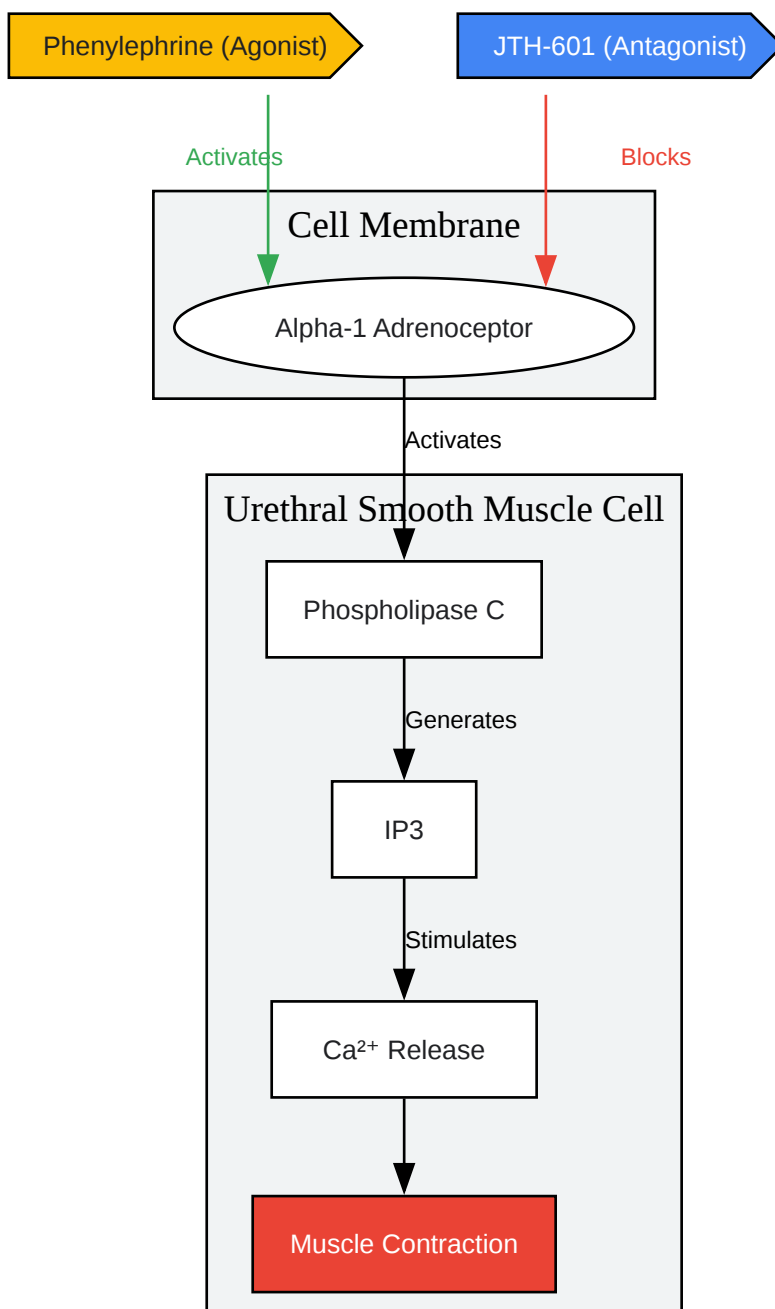 Phenylephrine (Agonist)
JTH-601 (Antagonist)
Activates
Blocks
Cell Membrane
Alpha-1 Adrenoceptor
Activates
Urethral Smooth Muscle Cell
Phospholipase C
Generates
IP3
Stimulates
Ca²⁺ Release
Muscle Contraction